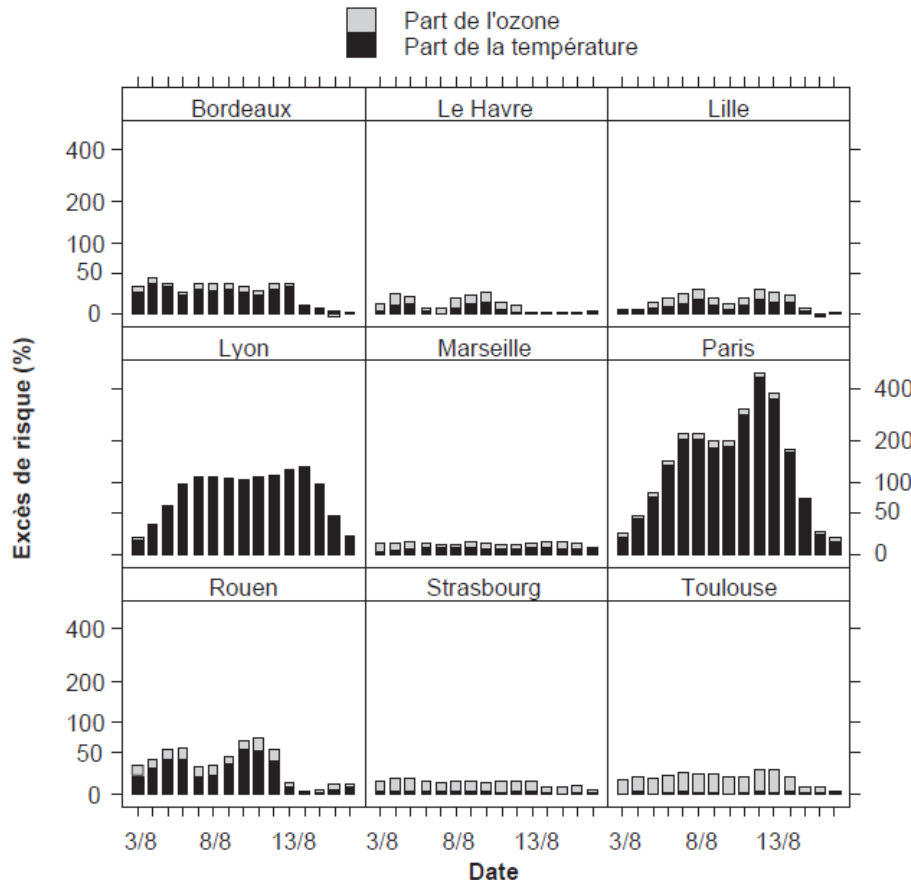 Part de l'ozone
Part de la température
Bordeaux Le Havre Lille
400
200
100
50
0
Lyon Marseille Paris
400
200
100
50
0
Excès de risque (%)
Rouen Strasbourg Toulouse
400
200
100
50
0
3/8 8/8 13/8 3/8 8/8 13/8 3/8 8/8 13/8
Date